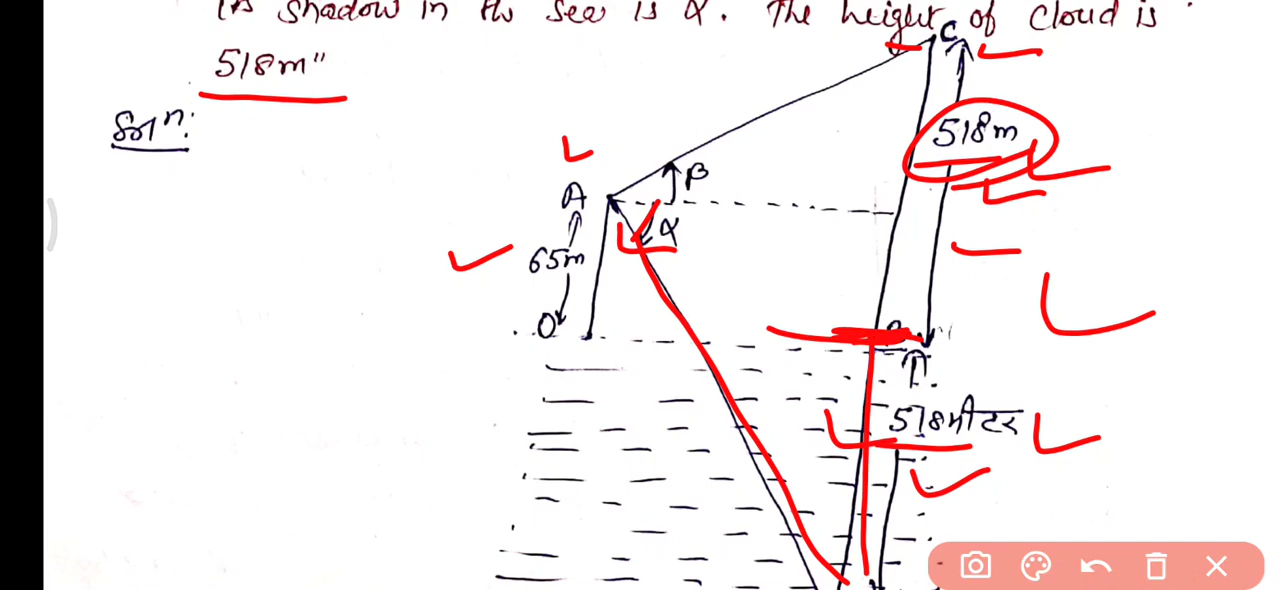 its shadow in the sea is α. The height of cloud is
518m"
Solⁿ:
C
518m
β
A
α
65m
O
518मीटर